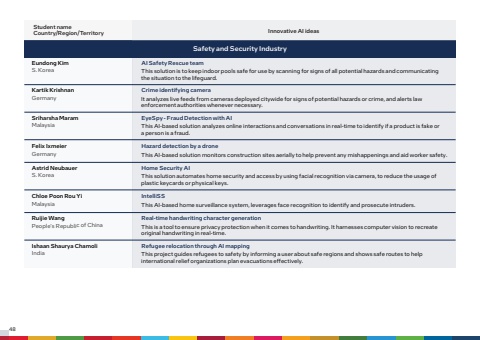 Student name
Country/Region/Territory
Innovative AI ideas
Safety and Security Industry
Eundong Kim
S. Korea
AI Safety Rescue team
This solution is to keep indoor pools safe for use by scanning for signs of all potential hazards and communicating
the situation to the lifeguard.
Kartik Krishnan
Germany
Crime identifying camera
It analyzes live feeds from cameras deployed citywide for signs of potential hazards or crime, and alerts law
enforcement authorities whenever necessary.
Sriharsha Maram
Malaysia
EyeSpy - Fraud Detection with AI
This AI-based solution analyzes online interactions and conversations in real-time to identify if a product is fake or
a person is a fraud.
Felix Ixmeier
Germany
Hazard detection by a drone
This AI-based solution monitors construction sites aerially to help prevent any mishappenings and aid worker safety.
Astrid Neubauer
S. Korea
Home Security AI
This solution automates home security and access by using facial recognition via camera, to reduce the usage of
plastic keycards or physical keys.
Chloe Poon Rou Yi
Malaysia
IntelliSS
This AI-based home surveillance system, leverages face recognition to identify and prosecute intruders.
Ruijie Wang
People's Republic of China
Real-time handwriting character generation
This is a tool to ensure privacy protection when it comes to handwriting. It harnesses computer vision to recreate
original handwriting in real-time.
Ishaan Shaurya Chamoli
India
Refugee relocation through AI mapping
This project guides refugees to safety by informing a user about safe regions and shows safe routes to help
international relief organizations plan evacuations effectively.
48